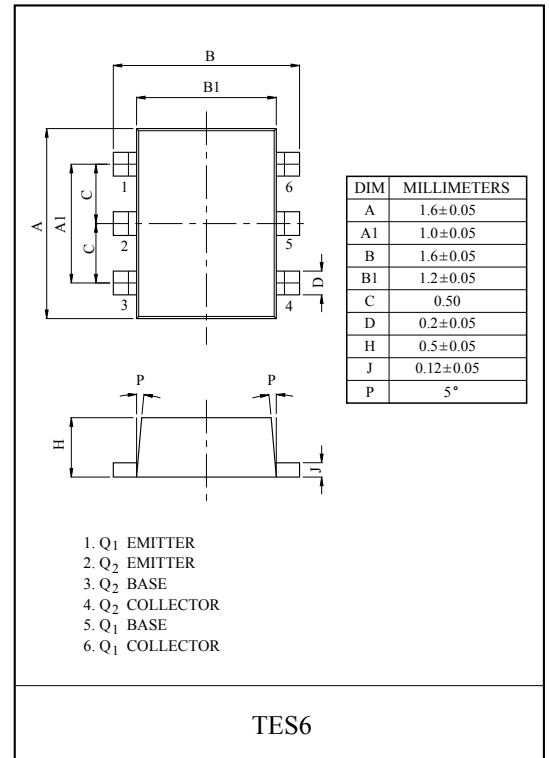 B
B1
A
A1
C
C
D
1
2
3
6
5
4
DIM MILLIMETERS
A 1.6±0.05
A1 1.0±0.05
B 1.6±0.05
B1 1.2±0.05
C 0.50
D 0.2±0.05
H 0.5±0.05
J 0.12±0.05
P 5°
P
P
H
J
1. Q1 EMITTER
2. Q2 EMITTER
3. Q2 BASE
4. Q2 COLLECTOR
5. Q1 BASE
6. Q1 COLLECTOR
TES6